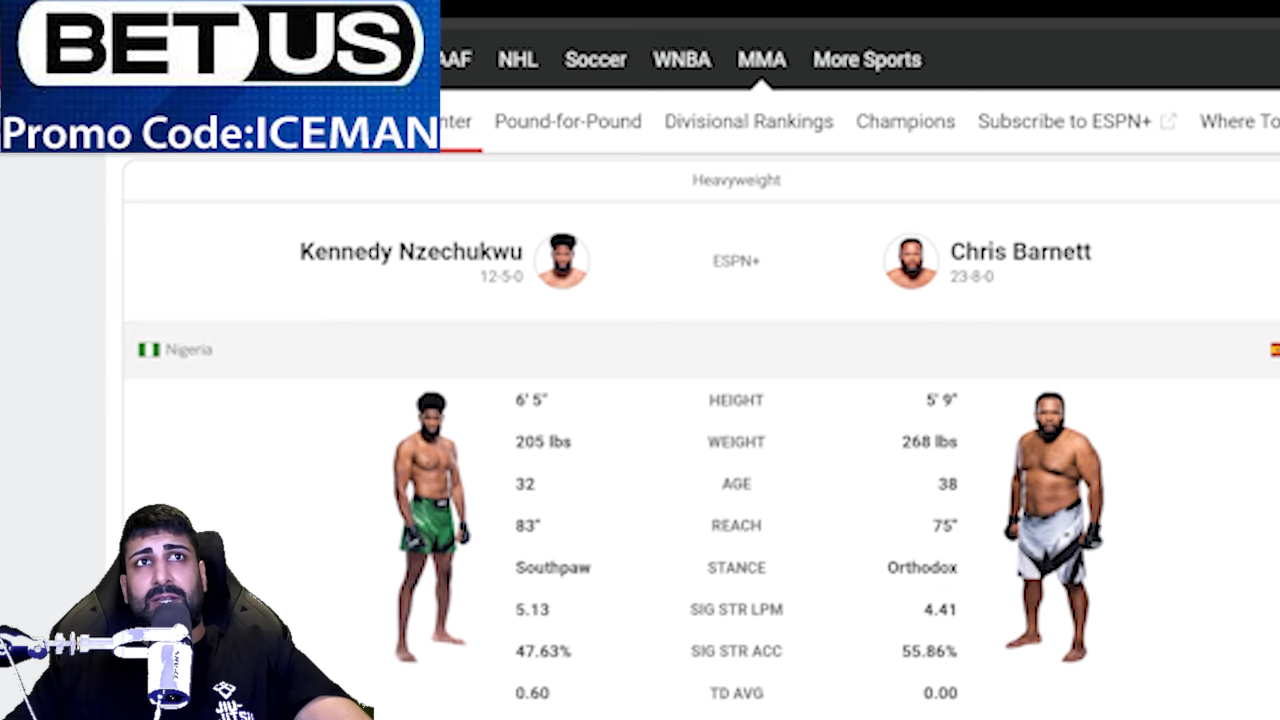 BET US
Promo Code:ICEMAN
AAF NHL Soccer WNBA MMA More Sports
nter Pound-for-Pound Divisional Rankings Champions Subscribe to ESPN+ Where To
Heavyweight
Kennedy Nzechukwu ESPN+ Chris Barnett
12-5-0 23-8-0
Nigeria
6' 5" HEIGHT 5' 9"
205 lbs WEIGHT 268 lbs
32 AGE 38
83" REACH 75"
Southpaw STANCE Orthodox
5.13 SIG STR LPM 4.41
47.63% SIG STR ACC 55.86%
0.60 TD AVG 0.00
JIU-
JITSU